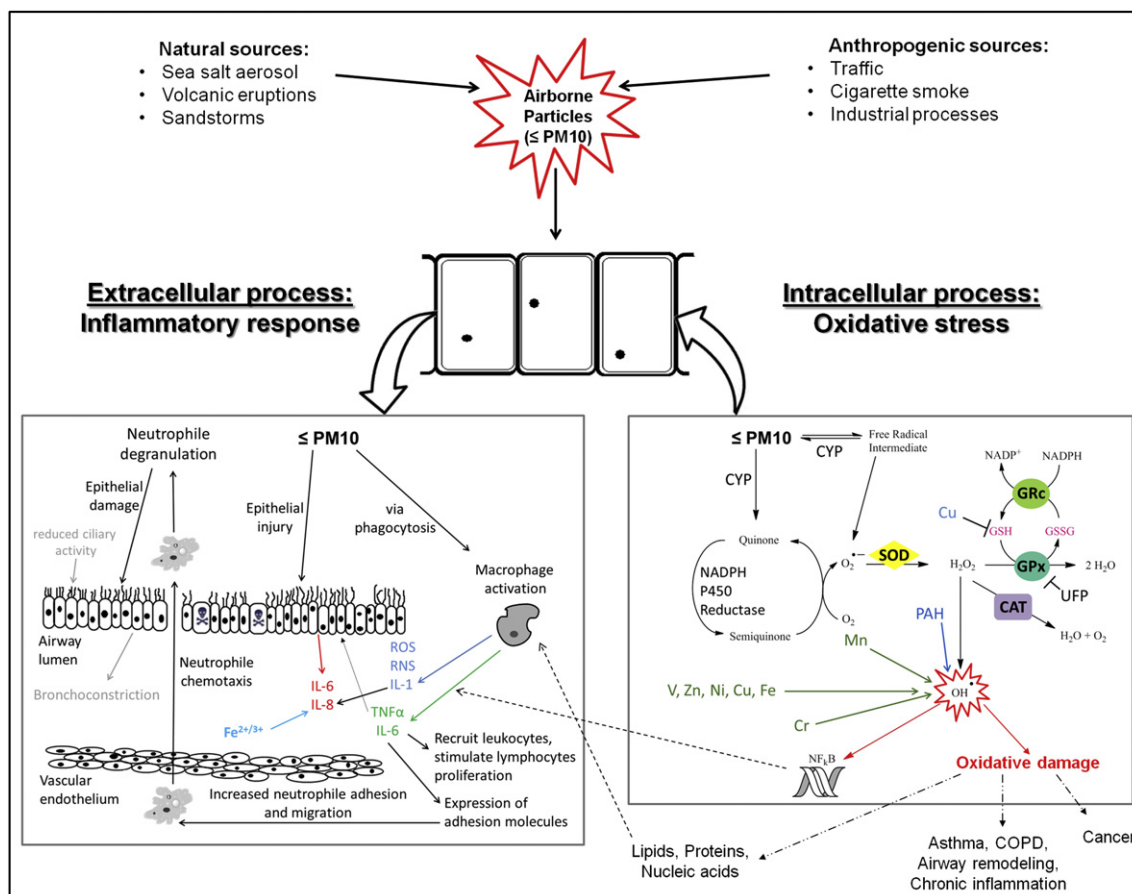 Natural sources:
• Sea salt aerosol
• Volcanic eruptions
• Sandstorms
Airborne
Particles
(≤ PM10)
Anthropogenic sources:
• Traffic
• Cigarette smoke
• Industrial processes
Extracellular process:
Inflammatory response
Intracellular process:
Oxidative stress
Neutrophile
degranulation
≤ PM10
Epithelial
damage
Epithelial
injury
via
phagocytosis
reduced ciliary
activity
Macrophage
activation
Airway
lumen
Neutrophile
chemotaxis
Bronchoconstriction
ROS
RNS
IL-1
IL-6
IL-8
TNFα
IL-6
Fe2+/3+
Recruit leukocytes,
stimulate lymphocytes
proliferation
Vascular
endothelium
Increased neutrophile adhesion
and migration
Expression of
adhesion molecules
≤ PM10
CYP
Free Radical
Intermediate
CYP
NADP+
NADPH
GRc
Cu
GSH
GSSG
Quinone
O2•−
SOD
H2O2
GPx
2 H2O
NADPH
P450
Reductase
UFP
CAT
O2
PAH
H2O + O2
Semiquinone
Mn
V, Zn, Ni, Cu, Fe
OH•
Cr
NFkB
Oxidative damage
Lipids, Proteins,
Nucleic acids
Asthma, COPD,
Airway remodeling,
Chronic inflammation
Cancer